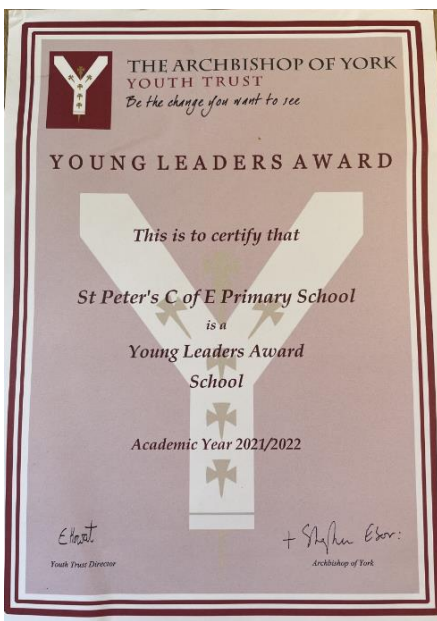 THE ARCHBISHOP OF YORK
YOUTH TRUST
Be the change you want to see
YOUNG LEADERS AWARD
This is to certify that
St Peter's C of E Primary School
is a
Young Leaders Award
School
Academic Year 2021/2022
+ Stephen Ebor:
Youth Trust Director
Archbishop of York